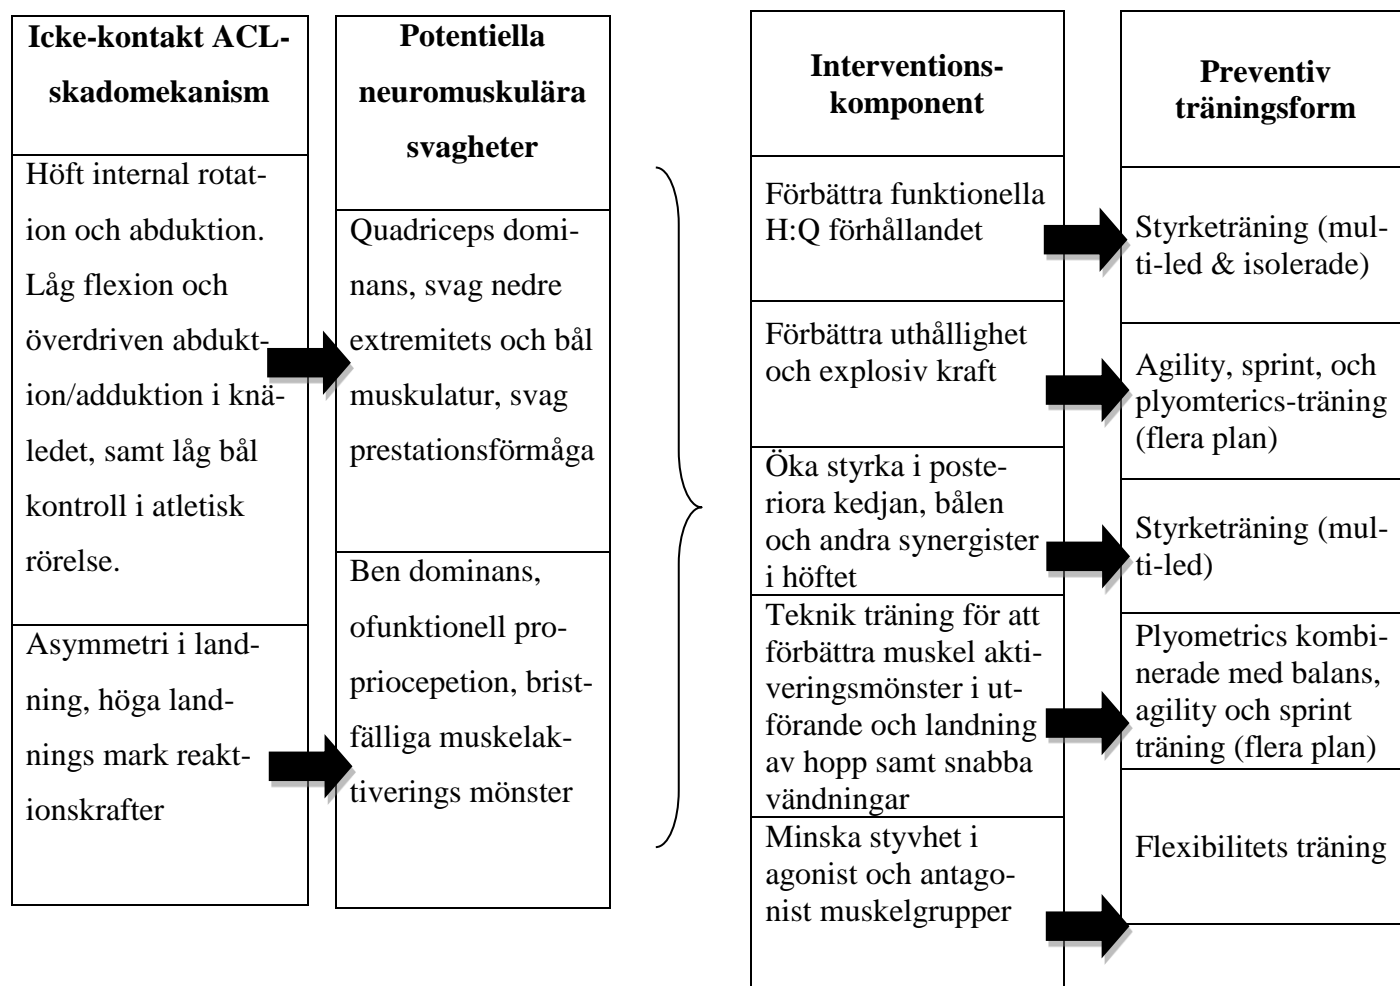 Icke-kontakt ACL-
skadomekanism
Höft internal rotat-
ion och abduktion.
Låg flexion och
överdriven abdukt-
ion/adduktion i knä-
ledet, samt låg bål
kontroll i atletisk
rörelse.
Asymmetri i land-
ning, höga land-
nings mark reakt-
ionskrafter
Potentiella
neuromuskulära
svagheter
Quadriceps domi-
nans, svag nedre
extremitets och bål
muskulatur, svag
prestationsförmåga
Ben dominans,
ofunktionell pro-
priocepetion, brist-
fälliga muskelak-
tiverings mönster
Interventions-
komponent
Förbättra funktionella
H:Q förhållandet
Förbättra uthållighet
och explosiv kraft
Öka styrka i poste-
riora kedjan, bålen
och andra synergister
i höftet
Teknik träning för att
förbättra muskel akti-
veringsmönster i ut-
förande och landning
av hopp samt snabba
vändningar
Minska styvhet i
agonist och antago-
nist muskelgrupper
Preventiv
träningsform
Styrketräning (mul-
ti-led & isolerade)
Agility, sprint, och
plyomterics-träning
(flera plan)
Styrketräning (mul-
ti-led)
Plyometrics kombi-
nerade med balans,
agility och sprint
träning (flera plan)
Flexibilitets träning